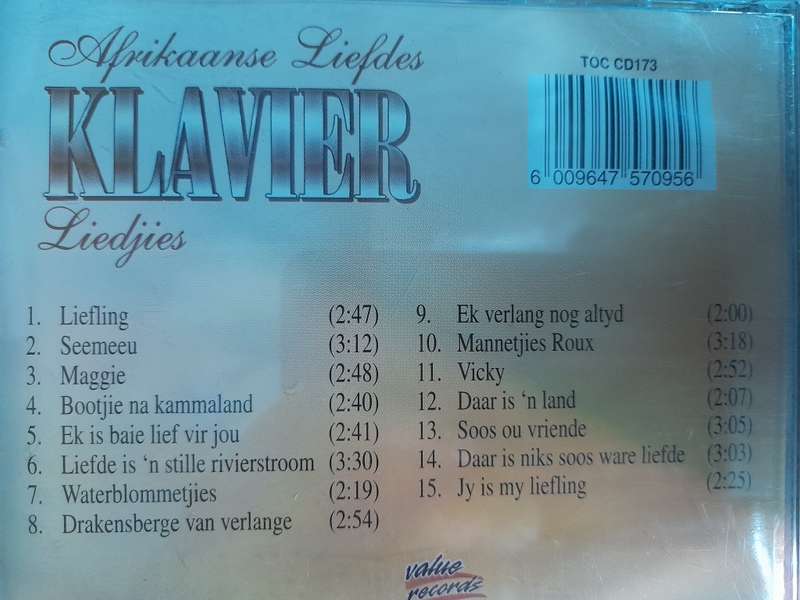 Afrikaanse Liefdes
KLAVIER
Liedjies
TOC CD173
6 009647 570956
1. Liefling (2:47)
2. Seemeeu (3:12)
3. Maggie (2:48)
4. Bootjie na kammaland (2:40)
5. Ek is baie lief vir jou (2:41)
6. Liefde is ‘n stille rivierstroom (3:30)
7. Waterblommetjies (2:19)
8. Drakensberge van verlange (2:54)
9. Ek verlang nog altyd (2:00)
10. Mannetjies Roux (3:18)
11. Vicky (2:52)
12. Daar is ‘n land (2:07)
13. Soos ou vriende (3:05)
14. Daar is niks soos ware liefde (3:03)
15. Jy is my liefling (2:25)
value
records